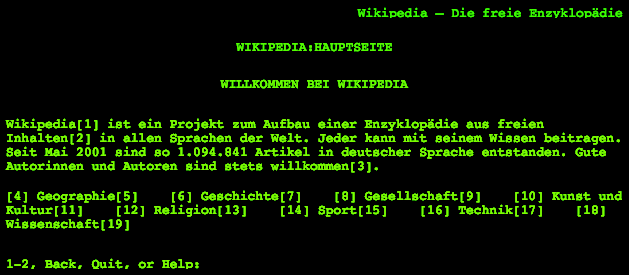 Wikipedia — Die freie Enzyklopädie
WIKIPEDIA:HAUPTSEITE
WILLKOMMEN BEI WIKIPEDIA
Wikipedia[1] ist ein Projekt zum Aufbau einer Enzyklopädie aus freien
Inhalten[2] in allen Sprachen der Welt. Jeder kann mit seinem Wissen beitragen.
Seit Mai 2001 sind so 1.094.841 Artikel in deutscher Sprache entstanden. Gute
Autorinnen und Autoren sind stets willkommen[3].
[4] Geographie[5] [6] Geschichte[7] [8] Gesellschaft[9] [10] Kunst und
Kultur[11] [12] Religion[13] [14] Sport[15] [16] Technik[17] [18]
Wissenschaft[19]
1-2, Back, Quit, or Help: